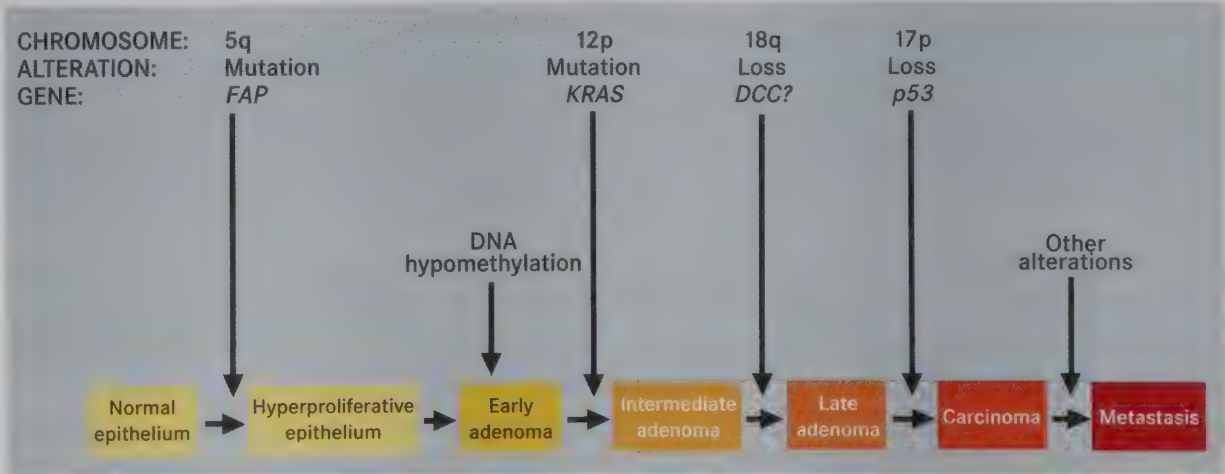 CHROMOSOME: 5q 12p 18q 17p
ALTERATION: Mutation Mutation Loss Loss
GENE: FAP KRAS DCC? p53
DNA
hypomethylation
Other
alterations
Normal
epithelium
Hyperproliferative
epithelium
Early
adenoma
Intermediate
adenoma
Late
adenoma
Carcinoma
Metastasis